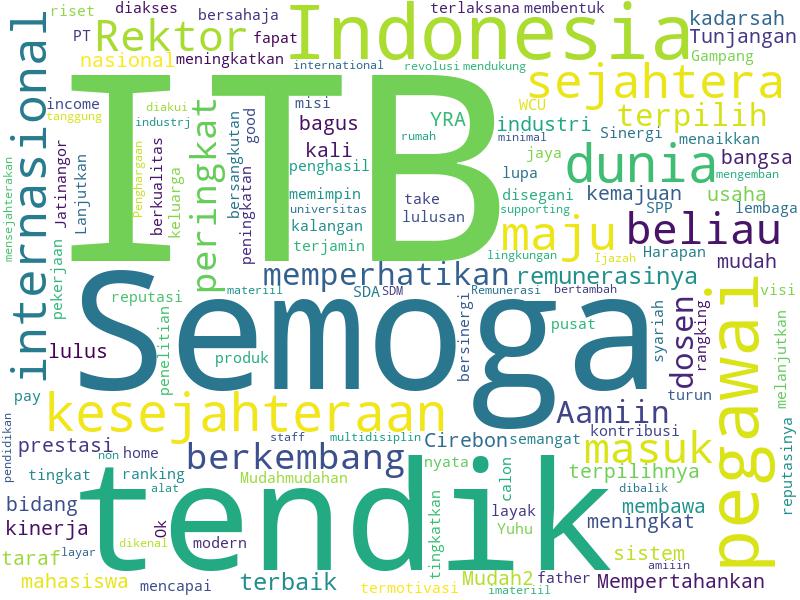 riset
diakses
bersahaja
terlaksana
membentuk
kadarsah
PT
Rektor
fapat
Indonesia
Tunjangan
nasional
meningkatkan
international
revolusi
mendukung
Gampang
internasional
income
tanggung
ITB
diakui
industrj
misi
sejahtera
WCU
terpilih
YRA
industri
minimal
Sinergi
menaikkan
bagus
rumah
good
peringkat
bersangkutan
Jatinangor
Lanjutkan
Penghargaan
berkualitas
keluarga
peningkatan
kali
penghasil
jaya
dunia
bangsa
mengemban
lupa
memimpin
take
disegani
kemajuan
usaha
universitas
lulusan
supporting
SPP
lembaga
kalangan
terjamin
maju
beliau
lingkungan
Ijazah
Harapan
mudah
mensejahterakan
pekerjaan
memperhatikan
remunerasinya
materiil
SDA
SDM
Remunerasi
bertambah
visi
reputasi
Semoga
bersinergi
pusat
syariah
dosen
rangking
pegawai
melanjutkan
lulus
penelitian
produk
pay
kesejahteraan
Aamiin
turun
kontribusi
pendidikan
prestasi
non
home
staff
multidisiplin
Cirebon
semangat
masuk
reputasinya
berkembang
nyata
terpilihnya
tingkat
ranking
Mudahmudahan
calon
dibalik
alat
bidang
tendik
layak
membawa
kinerja
Ok
Yuhu
meningkat
dikenal
modern
tingkatkan
taraf
layar
sistem
amiiin
mahasiswa
mencapai
terbaik
termotivasi
Mudah2
father
Mempertahankan
imateriil